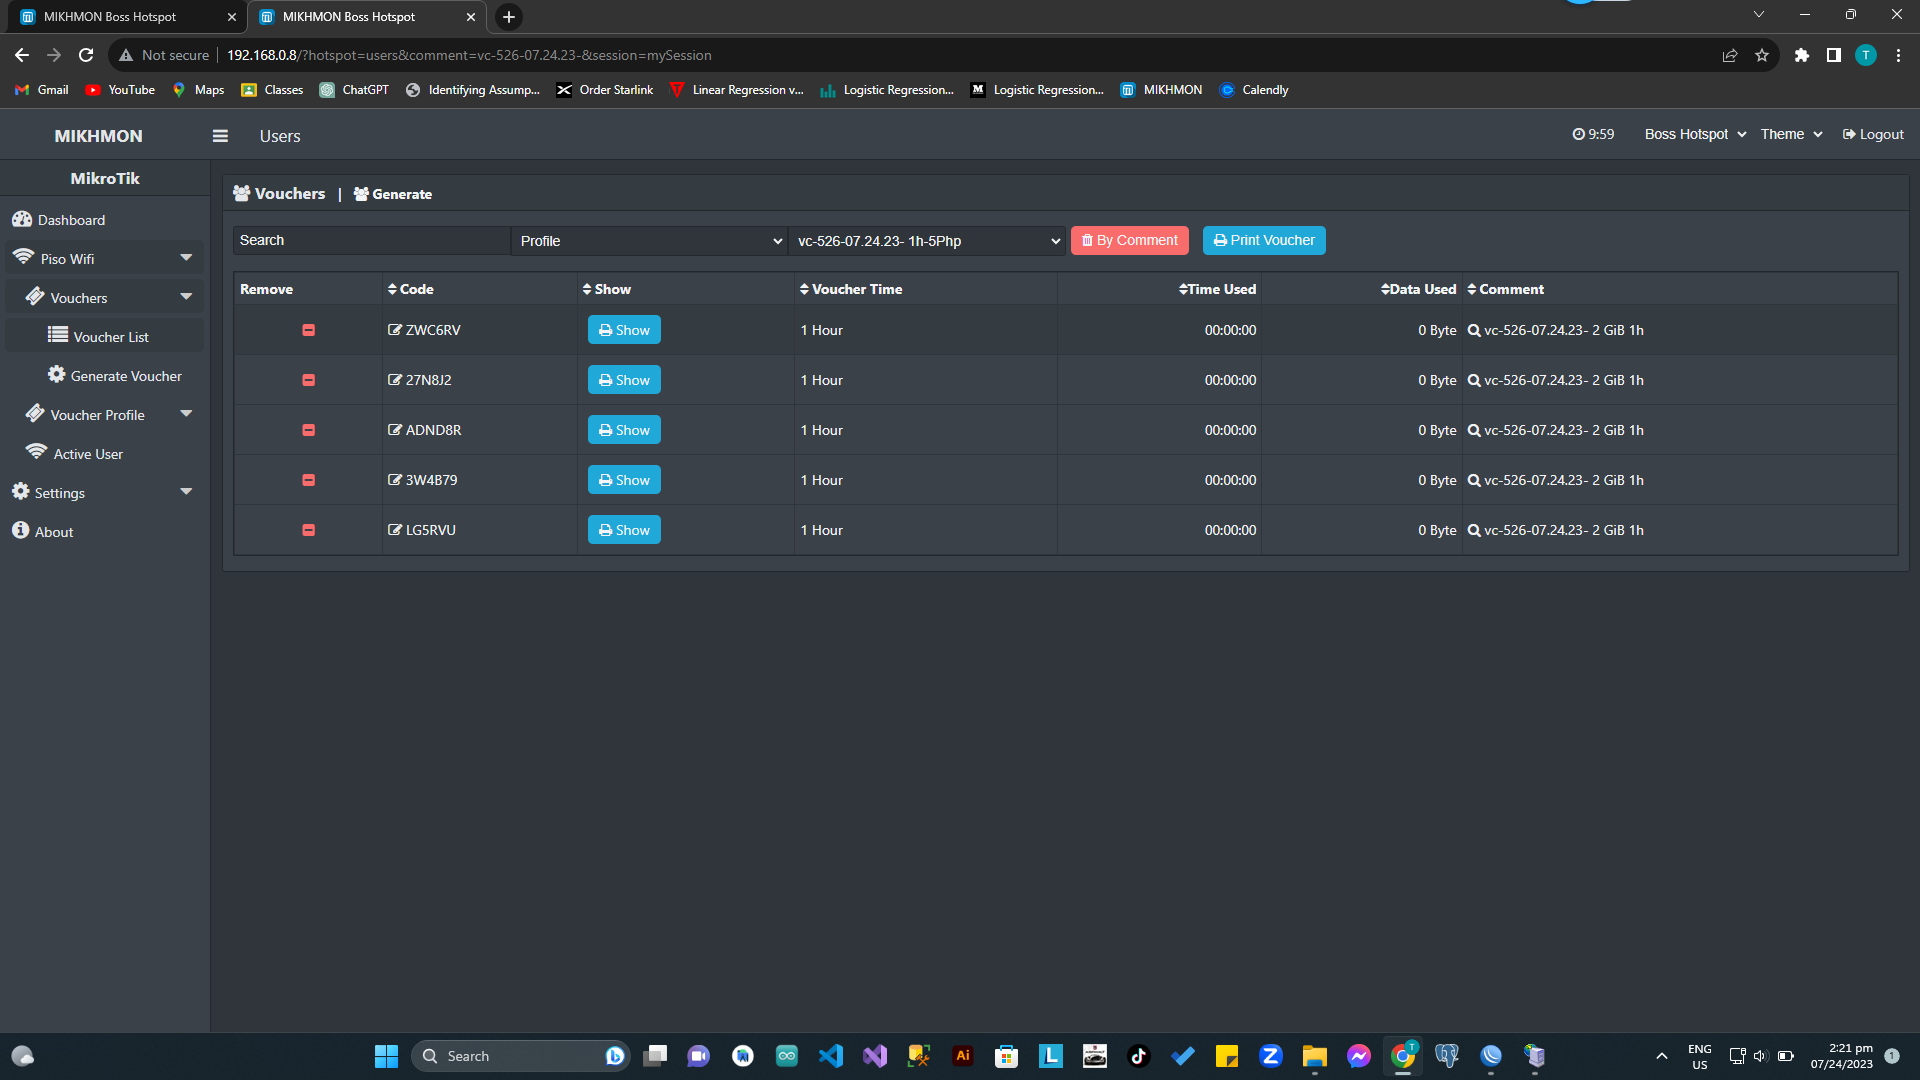 MIKHMON Boss Hotspot
MIKHMON Boss Hotspot
Not secure 192.168.0.8/?hotspot=users&comment=vc-526-07.24.23-&session=mySession
T
Gmail YouTube Maps Classes ChatGPT Identifying Assump... Order Starlink Linear Regression v... Logistic Regression... Logistic Regression... MIKHMON Calendly
MIKHMON Users 9:59 Boss Hotspot Theme Logout
MikroTik
Dashboard
Piso Wifi
Vouchers
Voucher List
Generate Voucher
Voucher Profile
Active User
Settings
About
Vouchers | Generate
Search Profile vc-526-07.24.23- 1h-5Php By Comment Print Voucher
Remove Code Show Voucher Time Time Used Data Used Comment
ZWC6RV Show 1 Hour 00:00:00 0 Byte vc-526-07.24.23- 2 GiB 1h
27N8J2 Show 1 Hour 00:00:00 0 Byte vc-526-07.24.23- 2 GiB 1h
ADND8R Show 1 Hour 00:00:00 0 Byte vc-526-07.24.23- 2 GiB 1h
3W4B79 Show 1 Hour 00:00:00 0 Byte vc-526-07.24.23- 2 GiB 1h
LG5RVU Show 1 Hour 00:00:00 0 Byte vc-526-07.24.23- 2 GiB 1h
Search
Ai
L
Z
T
ENG
US
2:21 pm
07/24/2023
1